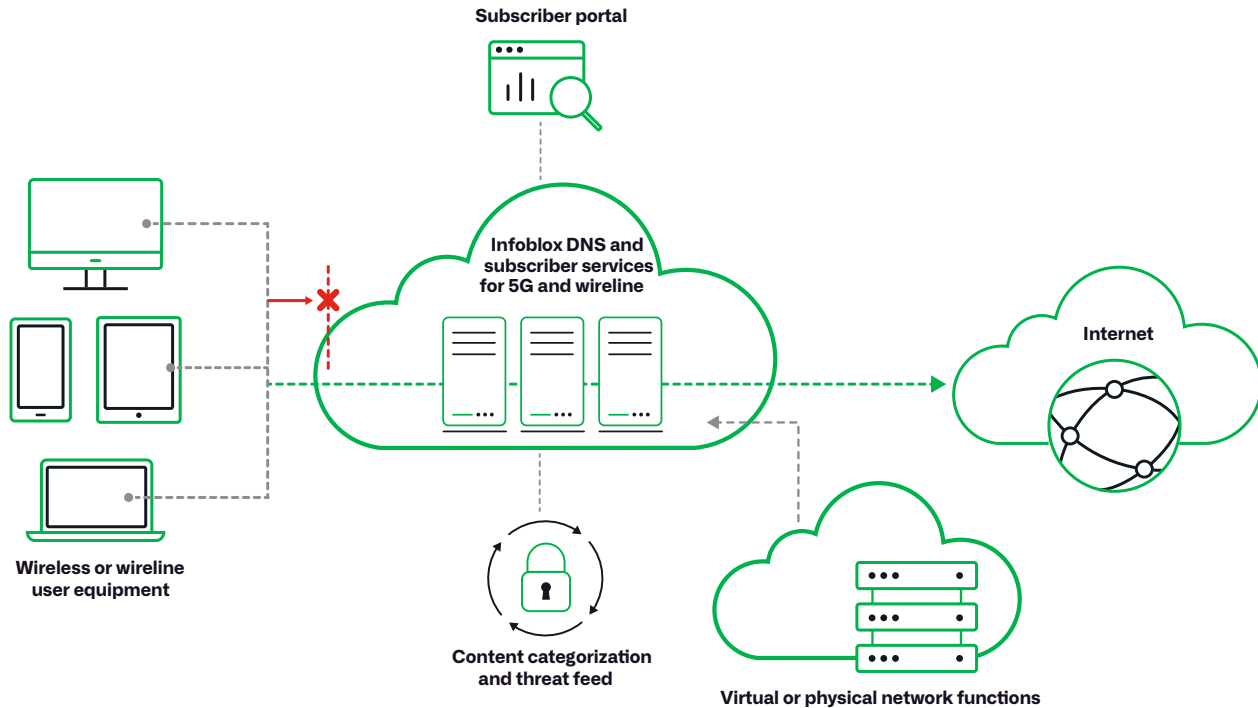 Subscriber portal
Infoblox DNS and
subscriber services
for 5G and wireline
Internet
Wireless or wireline
user equipment
Content categorization
and threat feed
Virtual or physical network functions